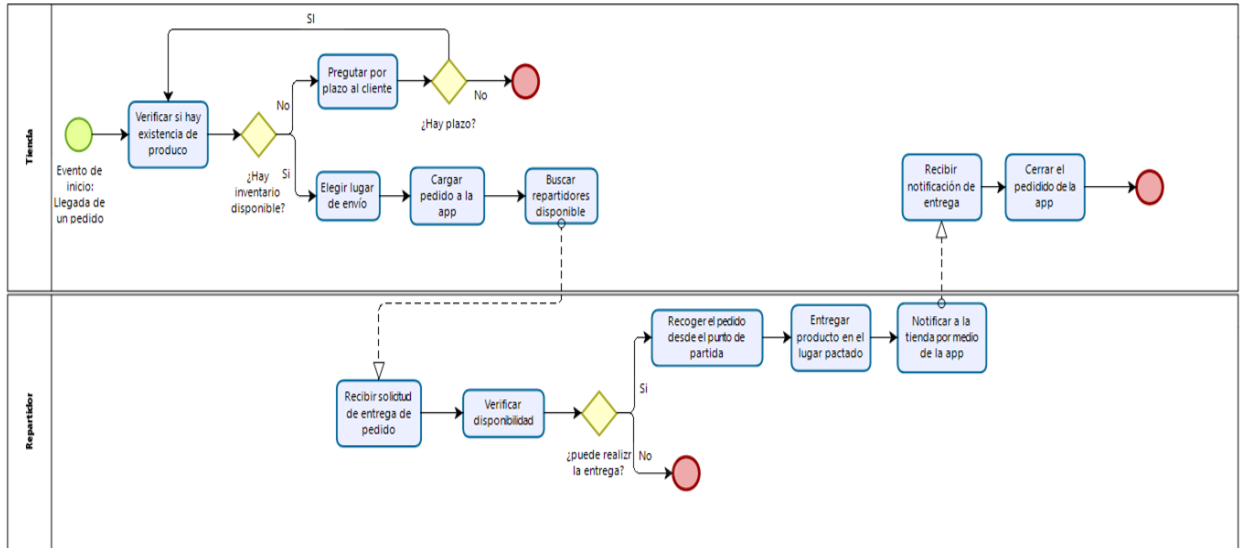 Tienda
SI
Pregutar por
plazo al cliente
¿Hay plazo?
No
Verificar si hay
existencia de
produco
No
Si
¿Hay
inventario
disponible?
Evento de
inicio:
Llegada de
un pedido
Elegir lugar
de envío
Cargar
pedido a la
app
Buscar
repartidores
disponible
Recibir
notificación de
entrega
Cerrar el
pedidido de la
app
Repartidor
Recibir solicitud
de entrega de
pedido
Verificar
disponibilidad
¿puede realizr
la entrega?
Si
No
Recoger el pedido
desde el punto de
partida
Entregar
producto en el
lugar pactado
Notificar a la
tienda por medio
de la app